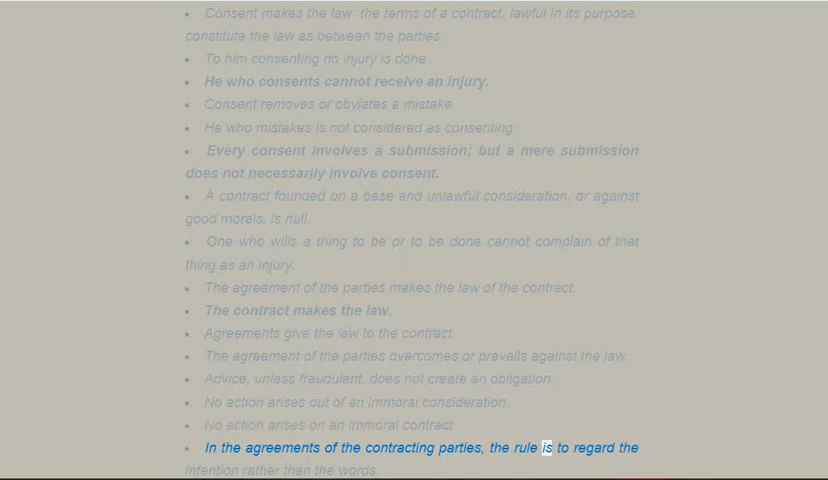 • Consent makes the law: the terms of a contract, lawful in its purpose,
constitute the law as between the parties.
• To him consenting no injury is done
• He who consents cannot receive an injury.
• Consent removes or obviates a mistake
• He who mistakes is not considered as consenting
• Every consent involves a submission; but a mere submission
does not necessarily involve consent.
• A contract founded on a base and unlawful consideration, or against
good morals, is null.
• One who wills a thing to be or to be done cannot complain of that
thing as an injury.
• The agreement of the parties makes the law of the contract.
• The contract makes the law.
• Agreements give the law to the contract
• The agreement of the parties overcomes or prevails against the law.
• Advice, unless fraudulent, does not create an obligation
• No action arises out of an immoral consideration.
• No action arises on an immoral contract
• In the agreements of the contracting parties, the rule is to regard the
intention rather than the words.